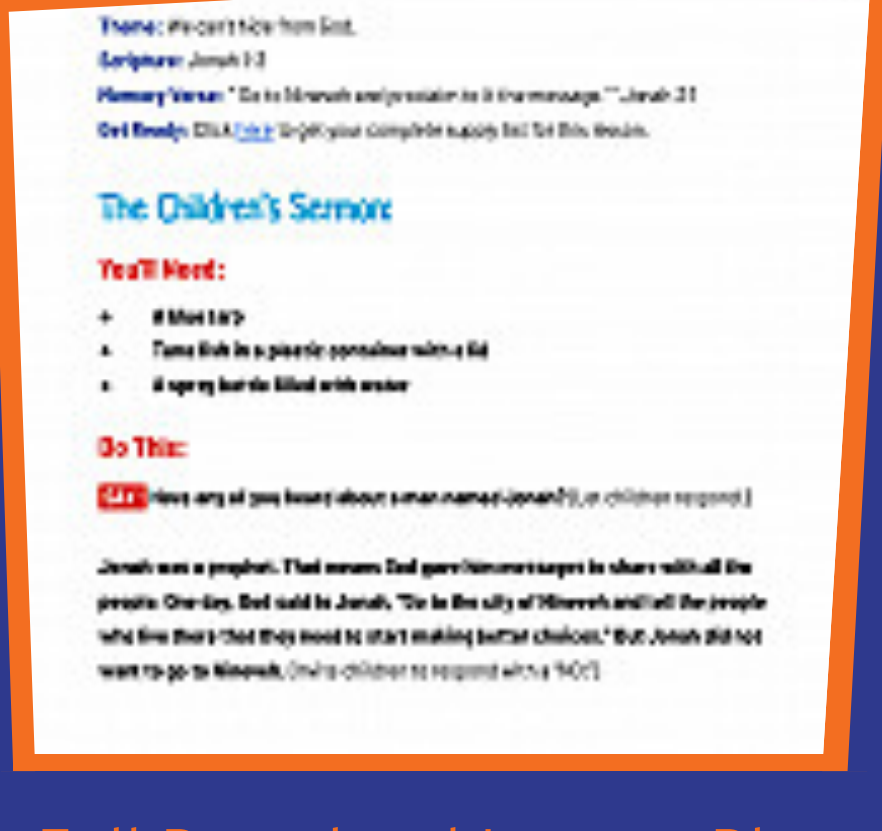 Theme: We can't hide from God.
Scripture: Jonah 1-3
Memory Verse: "Go to Nineveh and proclaim to it the message." Jonah 3:1
Get Ready: Click here to get your complete supply list for this lesson.
The Children's Sermon:
You'll Need:
• A blue tarp
• Tuna fish in a plastic container with a lid
• A spray bottle filled with water
Do This:
SAY: Have any of you heard about a man named Jonah? [Let children respond.]
Jonah was a prophet. That means God gave him messages to share with all the
people. One day, God said to Jonah, "Go to the city of Nineveh and tell the people
who live there that they need to start making better choices." But Jonah did not
want to go to Nineveh. [Invite children to respond with a "NO!"]